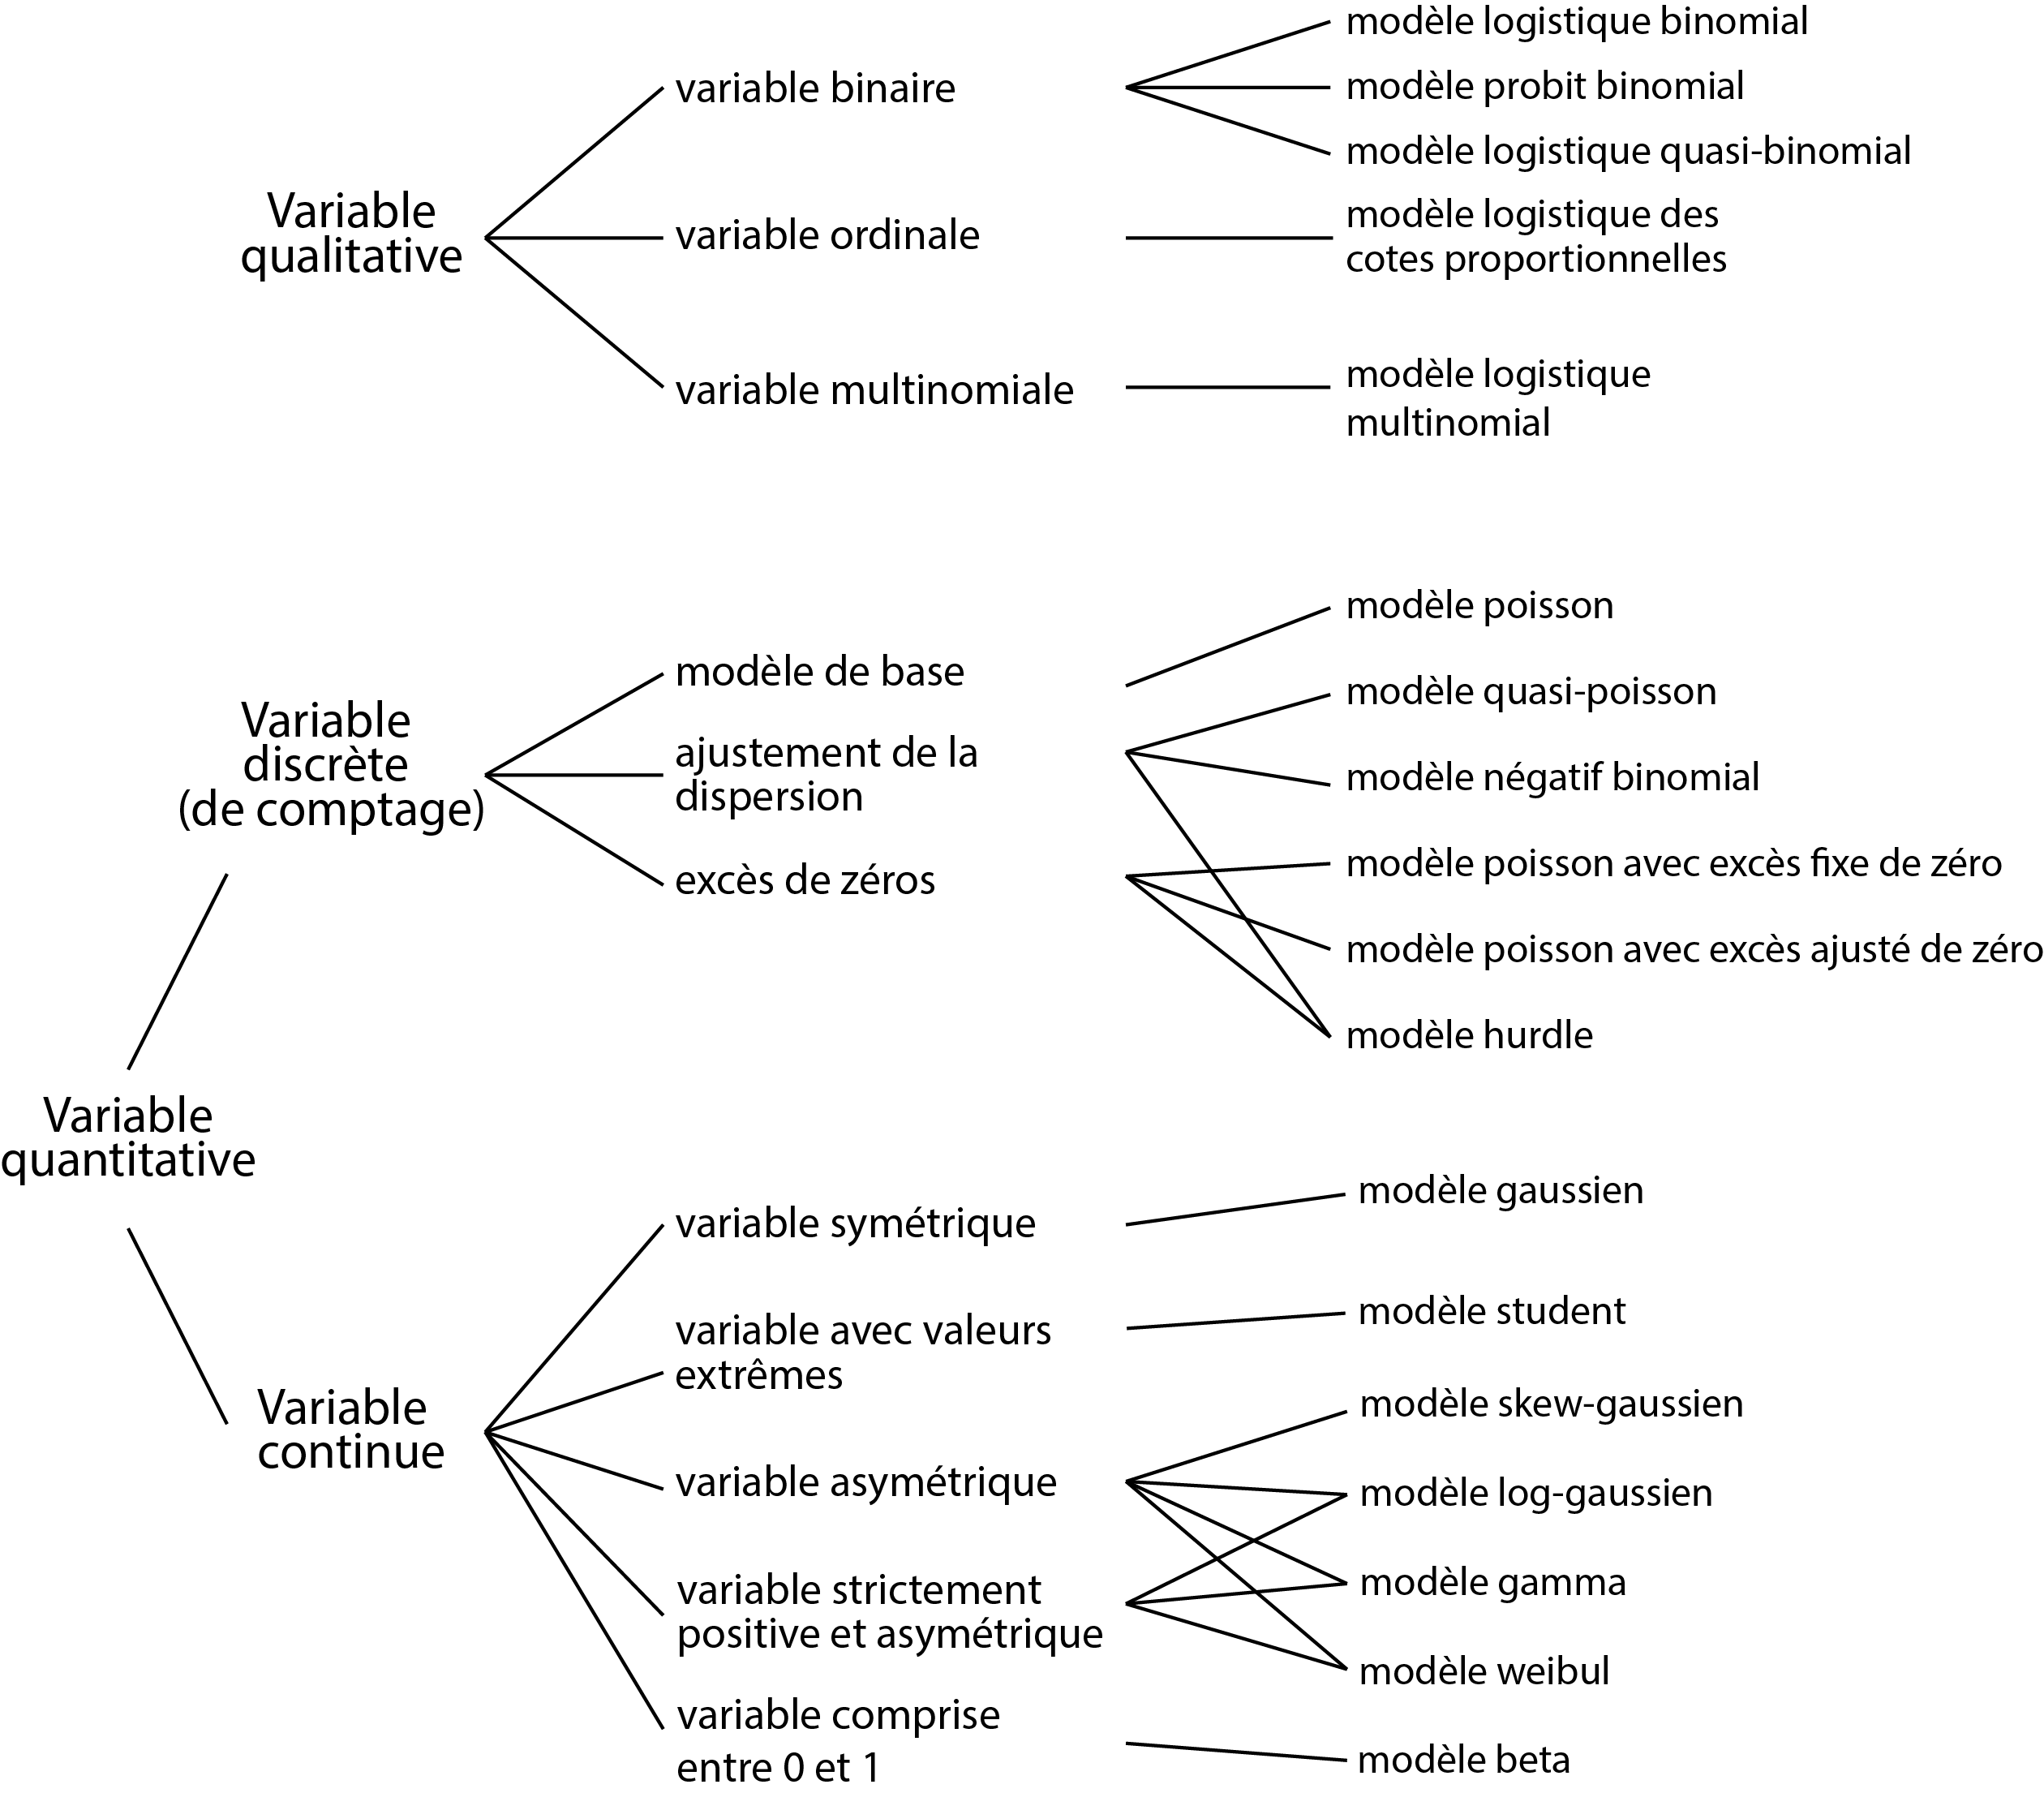 Variable
qualitative
variable binaire
modèle logistique binomial
modèle probit binomial
modèle logistique quasi-binomial
variable ordinale
modèle logistique des
cotes proportionnelles
variable multinomiale
modèle logistique
multinomial
Variable
quantitative
Variable
discrète
(de comptage)
modèle de base
modèle poisson
ajustement de la
dispersion
modèle quasi-poisson
modèle négatif binomial
excès de zéros
modèle poisson avec excès fixe de zéro
modèle poisson avec excès ajusté de zéro
modèle hurdle
Variable
continue
variable symétrique
modèle gaussien
variable avec valeurs
extrêmes
modèle student
variable asymétrique
modèle skew-gaussien
modèle log-gaussien
variable strictement
positive et asymétrique
modèle gamma
modèle weibul
variable comprise
entre 0 et 1
modèle beta